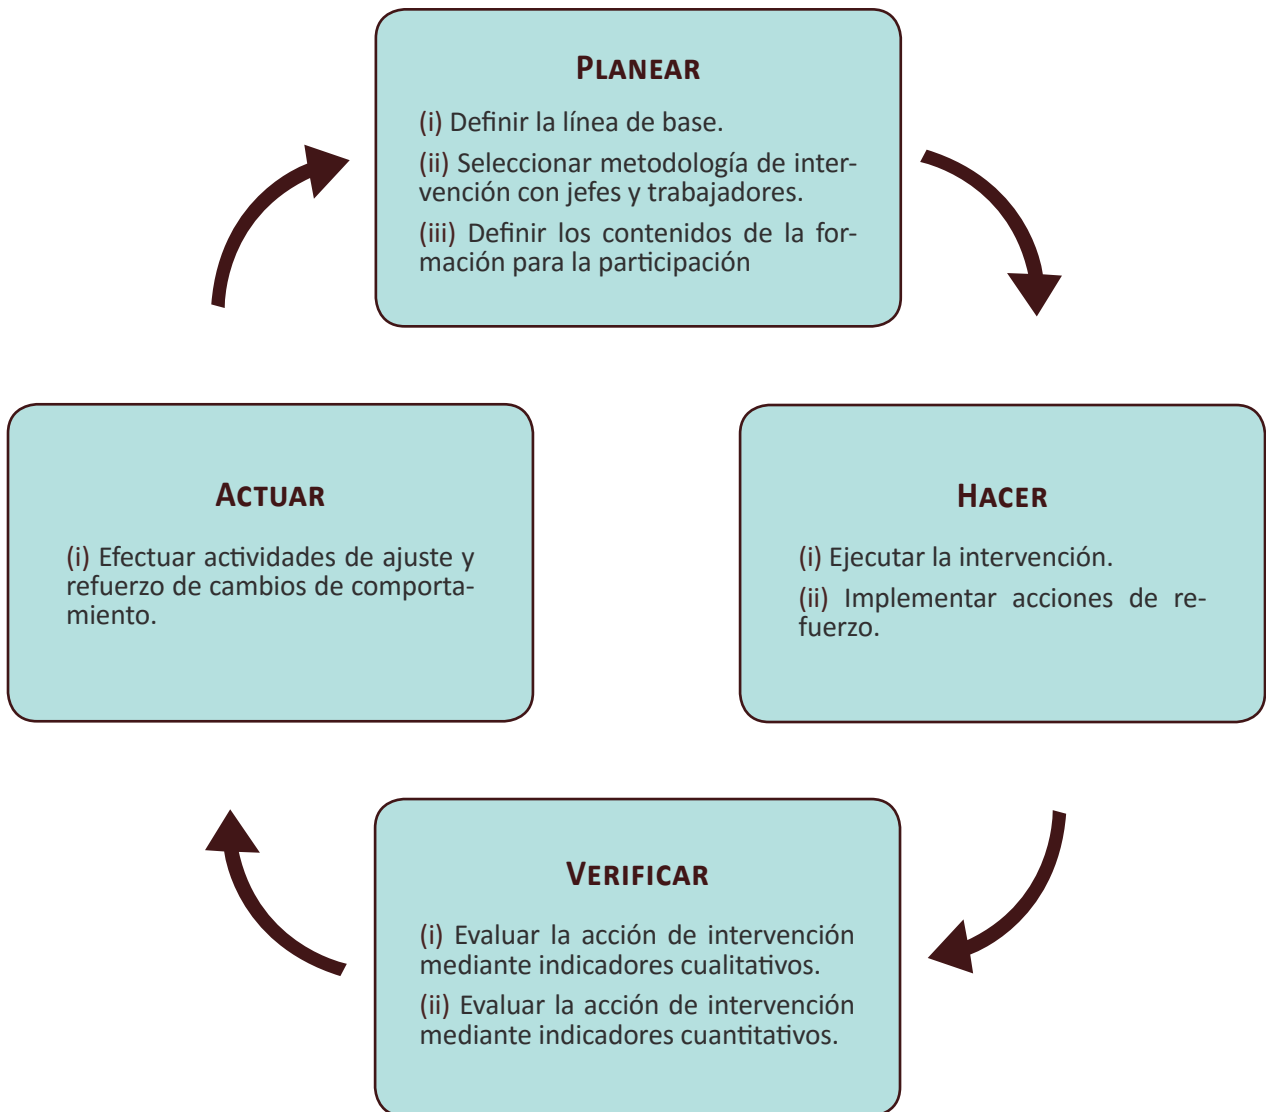 PLANEAR
(i) Definir la línea de base.
(ii) Seleccionar metodología de inter-
vención con jefes y trabajadores.
(iii) Definir los contenidos de la for-
mación para la participación
ACTUAR
(i) Efectuar actividades de ajuste y
refuerzo de cambios de comporta-
miento.
HACER
(i) Ejecutar la intervención.
(ii) Implementar acciones de re-
fuerzo.
VERIFICAR
(i) Evaluar la acción de intervención
mediante indicadores cualitativos.
(ii) Evaluar la acción de intervención
mediante indicadores cuantitativos.